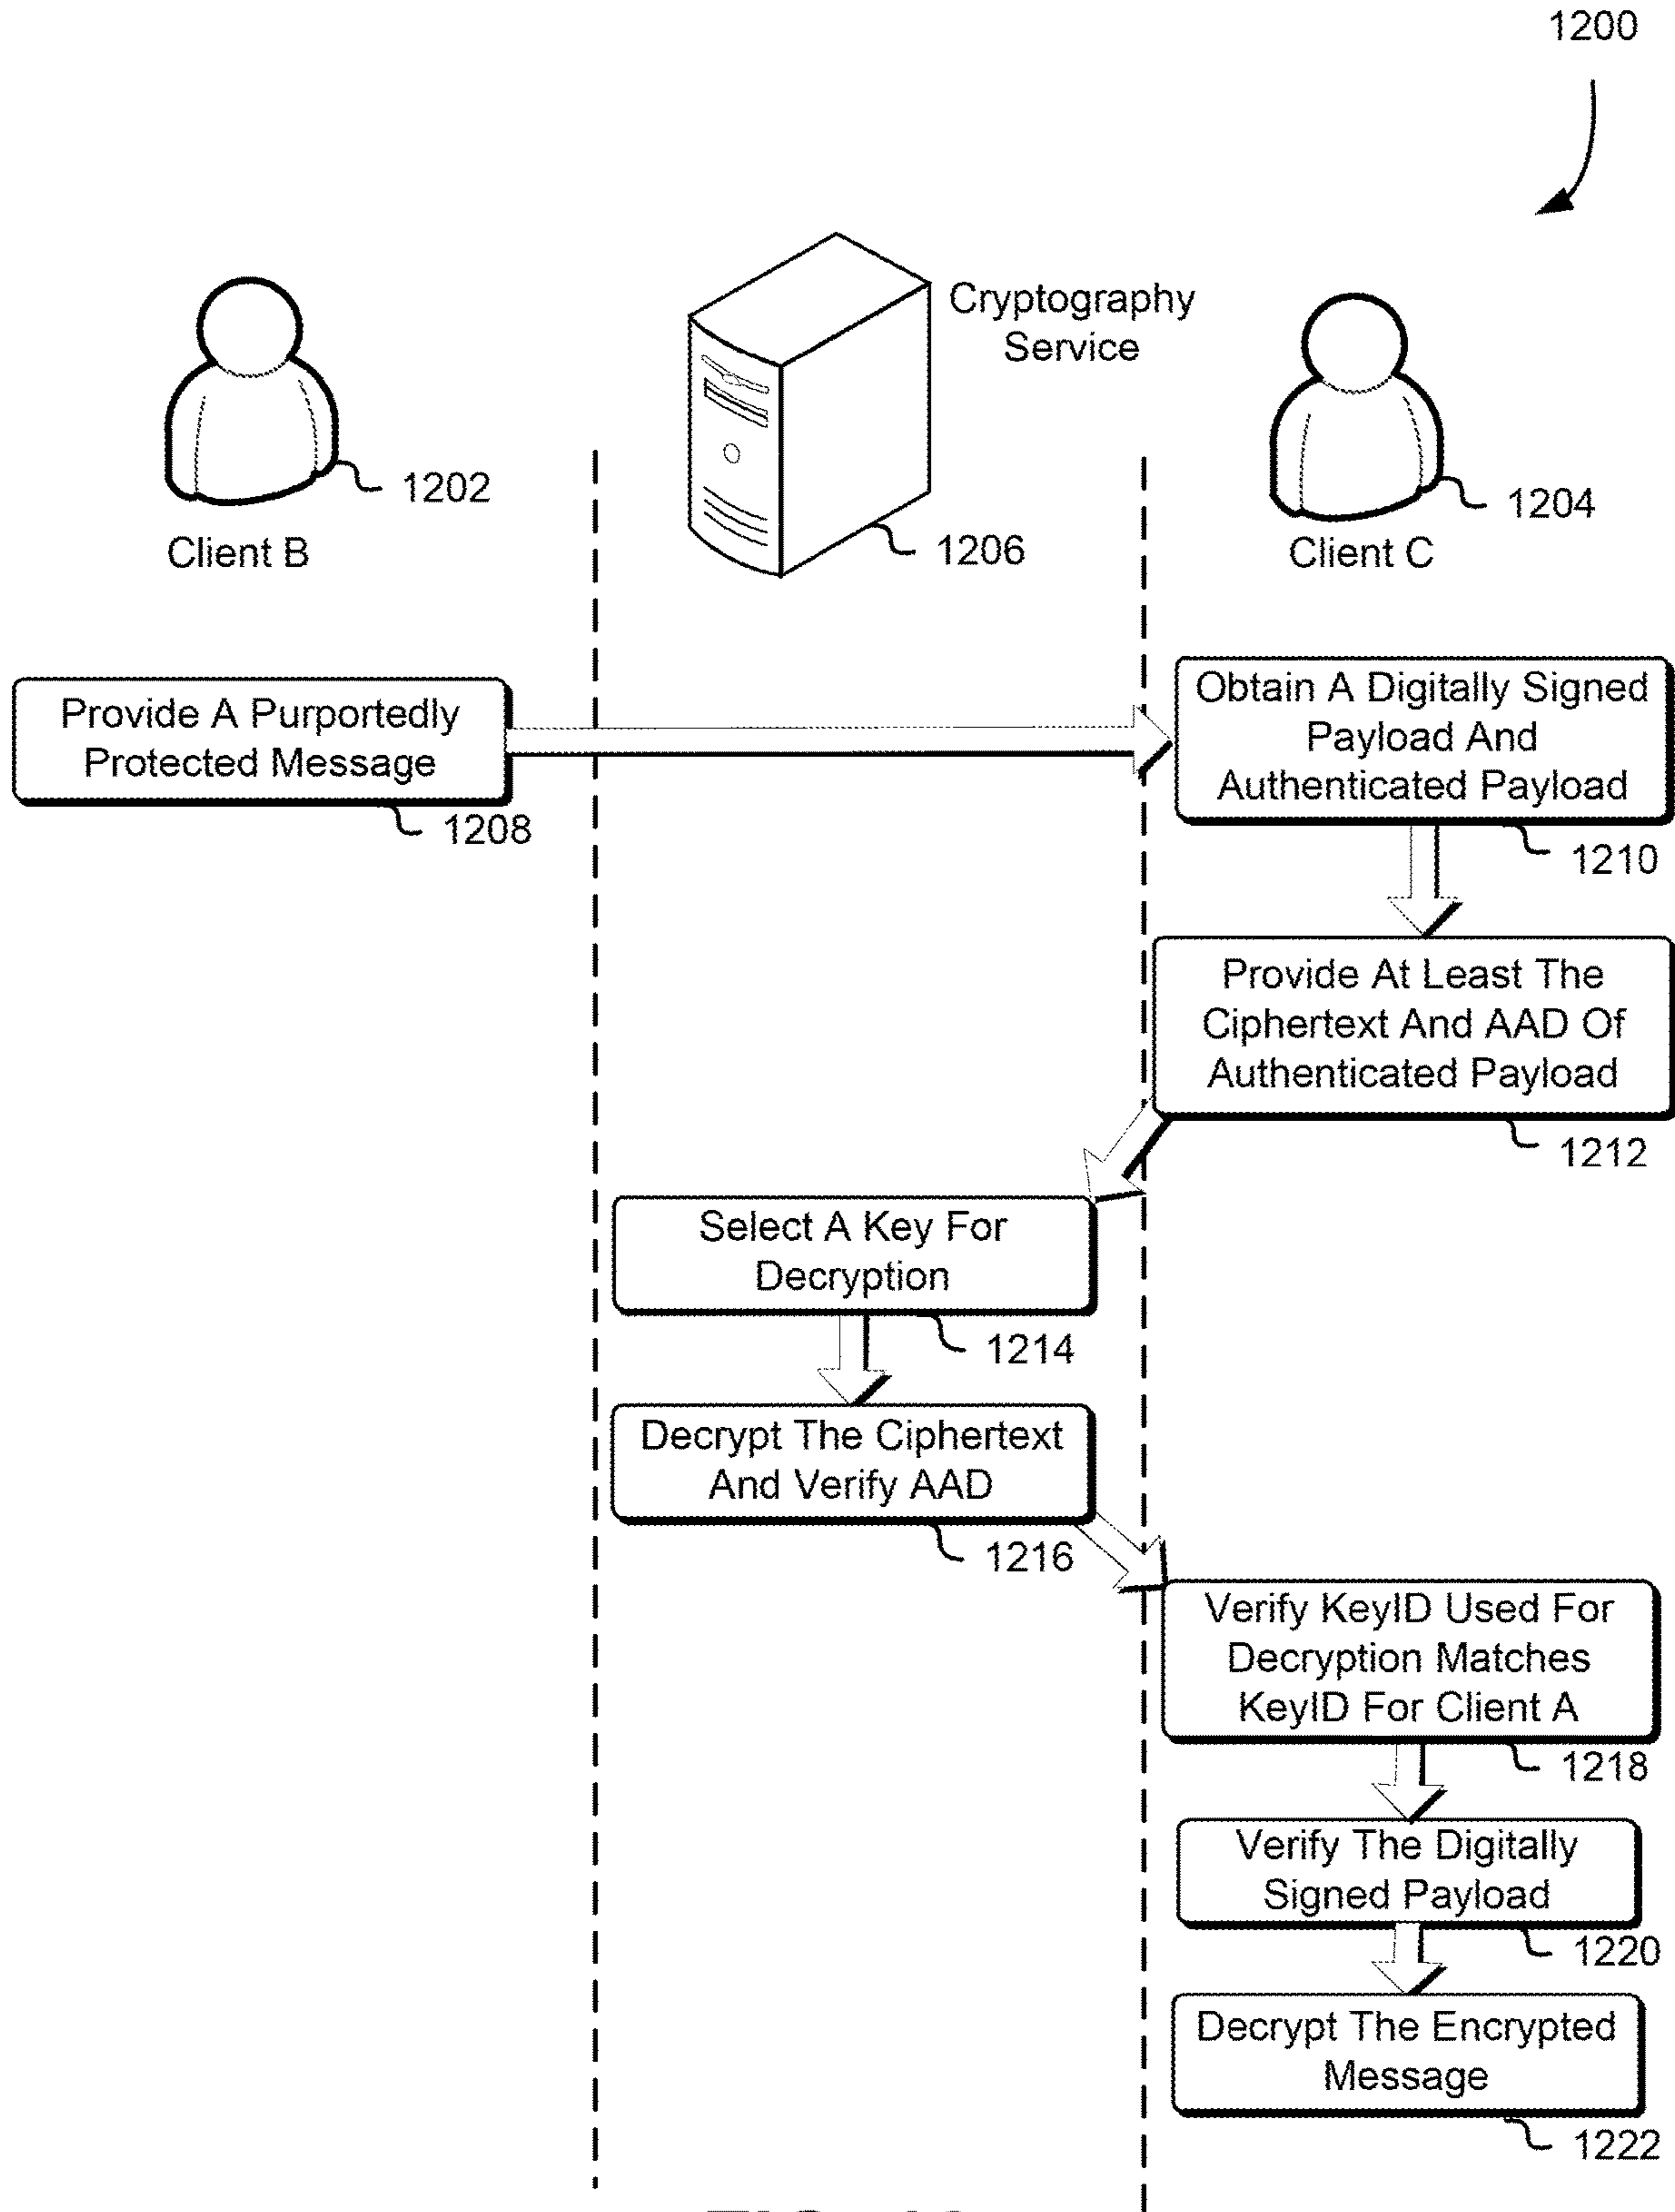 1200
Cryptography
Service
1202
1204
1206
Client B
Client C
Provide A Purportedly
Protected Message
1208
Obtain A Digitally Signed
Payload And
Authenticated Payload
1210
Provide At Least The
Ciphertext And AAD Of
Authenticated Payload
1212
Select A Key For
Decryption
1214
Decrypt The Ciphertext
And Verify AAD
1216
Verify KeyID Used For
Decryption Matches
KeyID For Client A
1218
Verify The Digitally
Signed Payload
1220
Decrypt The Encrypted
Message
1222